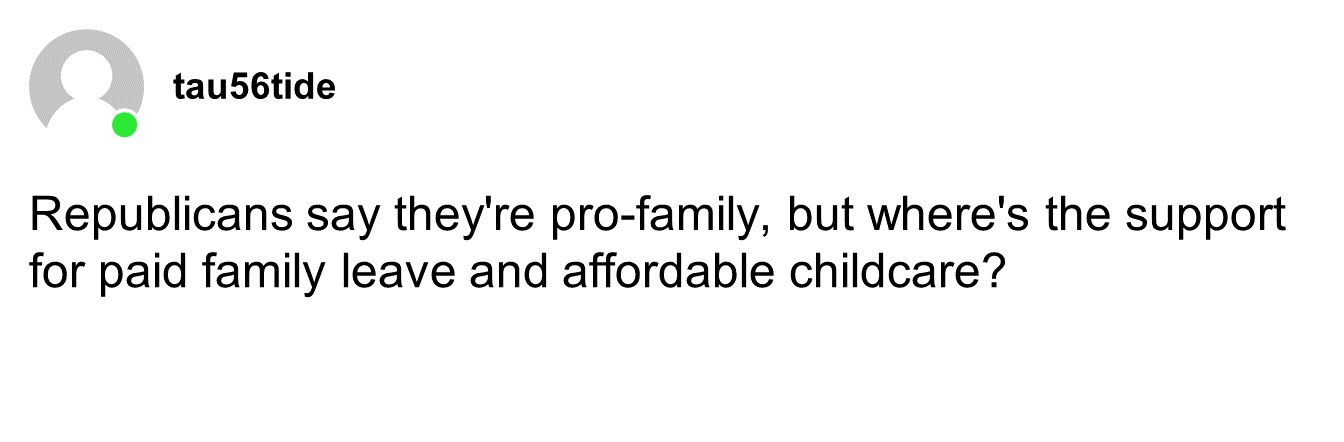 tau56tide
Republicans say they're pro-family, but where's the support
for paid family leave and affordable childcare?